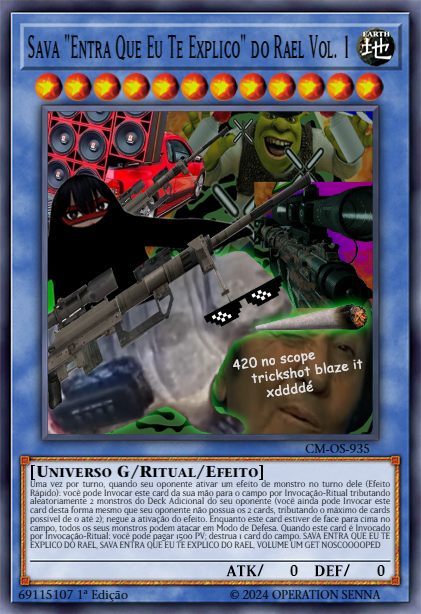 Sava "Entra Que Eu Te Explico" do Rael Vol. 1
EARTH
地
420 no scope
trickshot blaze it
xddddé
CM-OS-935
[Universo G/Ritual/Efeito]
Uma vez por turno, quando seu oponente ativar um efeito de monstro no turno dele (Efeito
Rápido): você pode Invocar este card da sua mão para o campo por Invocação-Ritual tributando
aleatoriamente 2 monstros do Deck Adicional do seu oponente (você ainda pode Invocar este
card desta forma mesmo que seu oponente não possua os 2 cards, tributando o máximo de cards
possível de 0 até 2); negue a ativação do efeito. Enquanto este card estiver de face para cima no
campo, todos os seus monstros podem atacar em Modo de Defesa. Quando este card é Invocado
por Invocação-Ritual: você pode pagar 1500 PV; destrua 1 card do campo. SAVA ENTRA QUE EU TE
EXPLICO DO RAEL, SAVA ENTRA QUE EU TE EXPLICO DO RAEL, VOLUME UM GET NOSCOOOOPED
ATK/ 0 DEF/ 0
69115107 1ª Edição
© 2024 OPERATION SENNA